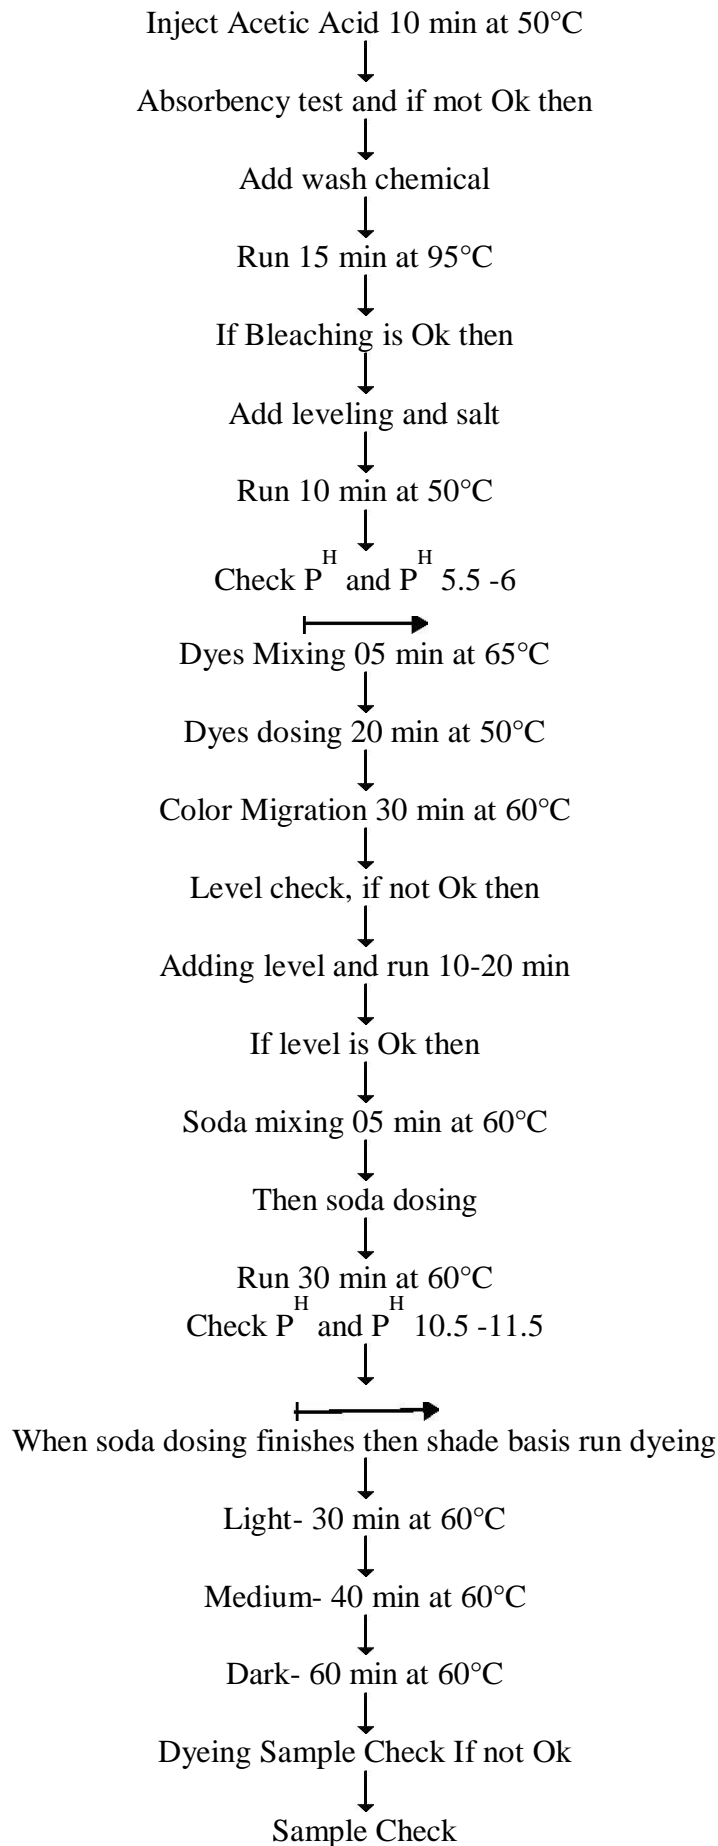 Inject Acetic Acid 10 min at 50°C
Absorbency test and if mot Ok then
Add wash chemical
Run 15 min at 95°C
If Bleaching is Ok then
Add leveling and salt
Run 10 min at 50°C
Check P^H and P^H 5.5 -6
Dyes Mixing 05 min at 65°C
Dyes dosing 20 min at 50°C
Color Migration 30 min at 60°C
Level check, if not Ok then
Adding level and run 10-20 min
If level is Ok then
Soda mixing 05 min at 60°C
Then soda dosing
Run 30 min at 60°C
Check P^H and P^H 10.5 -11.5
When soda dosing finishes then shade basis run dyeing
Light- 30 min at 60°C
Medium- 40 min at 60°C
Dark- 60 min at 60°C
Dyeing Sample Check If not Ok
Sample Check